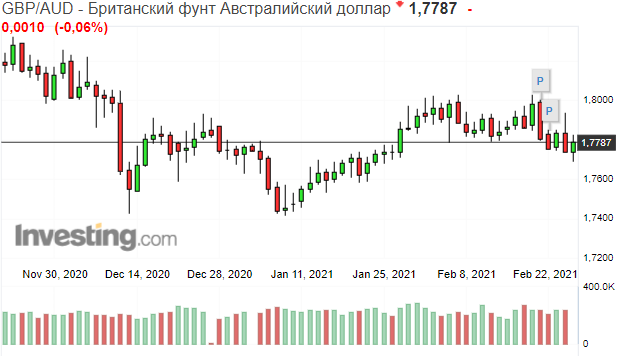 GBP/AUD - Британский фунт Австралийский доллар 1,7787 -
0,0010 (-0,06%)
P
P
1,8000
1,7787
1,7600
1,7400
1,7200
Investing.com
Nov 30, 2020 Dec 14, 2020 Dec 28, 2020 Jan 11, 2021 Jan 25, 2021 Feb 8, 2021 Feb 22, 2021
400.0K
0